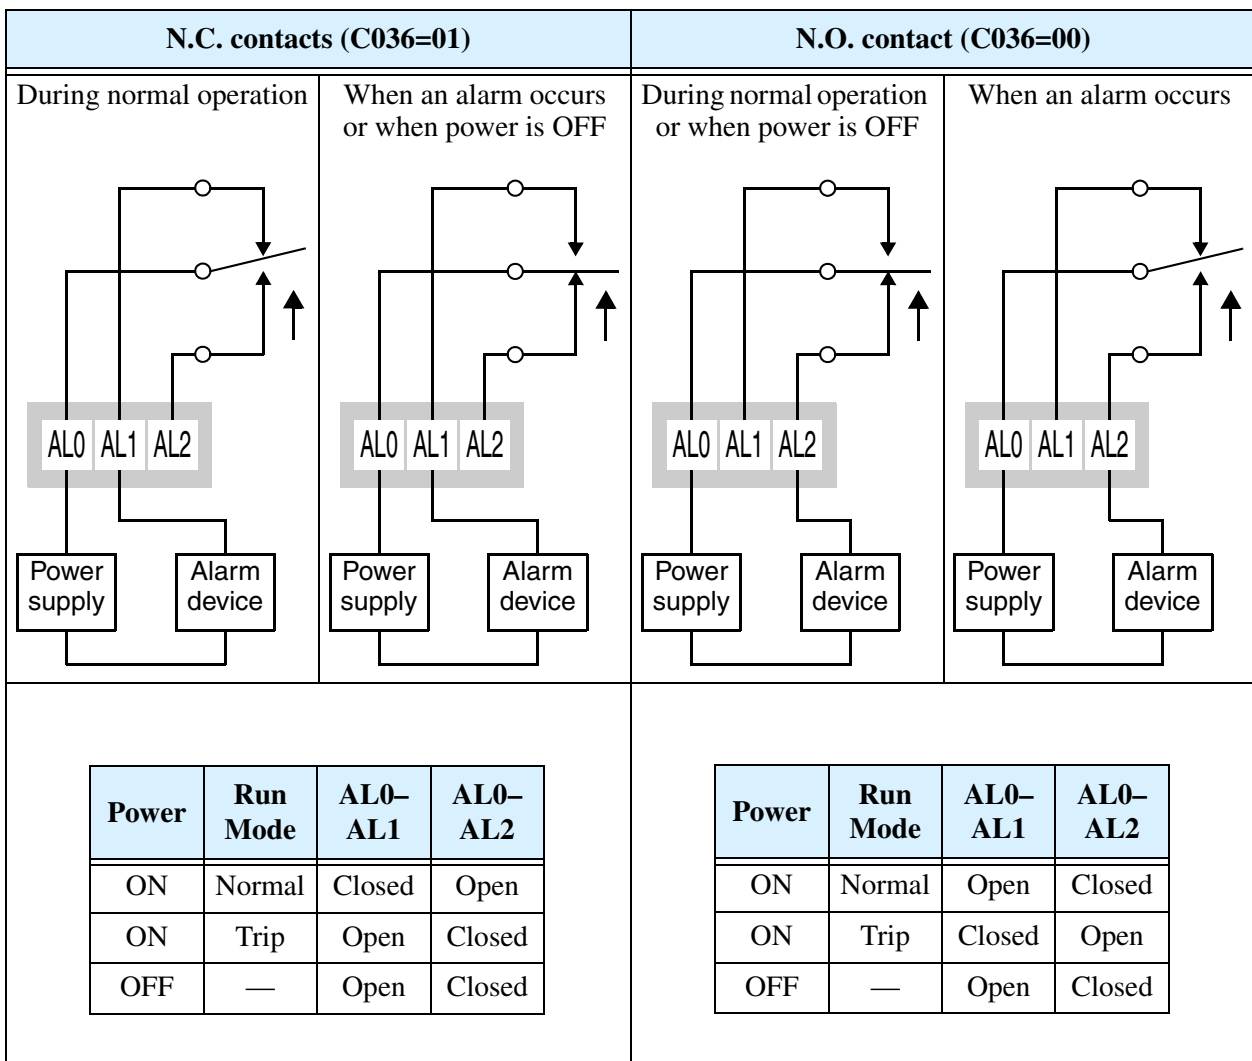 N.C. contacts (C036=01)
N.O. contact (C036=00)
During normal operation
When an alarm occurs
or when power is OFF
During normal operation
or when power is OFF
When an alarm occurs
AL0 AL1 AL2
AL0 AL1 AL2
AL0 AL1 AL2
AL0 AL1 AL2
Power
supply
Alarm
device
Power
supply
Alarm
device
Power
supply
Alarm
device
Power
supply
Alarm
device
Power
Run
Mode
AL0–
AL1
AL0–
AL2
ON Normal Closed Open
ON Trip Open Closed
OFF — Open Closed
Power
Run
Mode
AL0–
AL1
AL0–
AL2
ON Normal Open Closed
ON Trip Closed Open
OFF — Open Closed